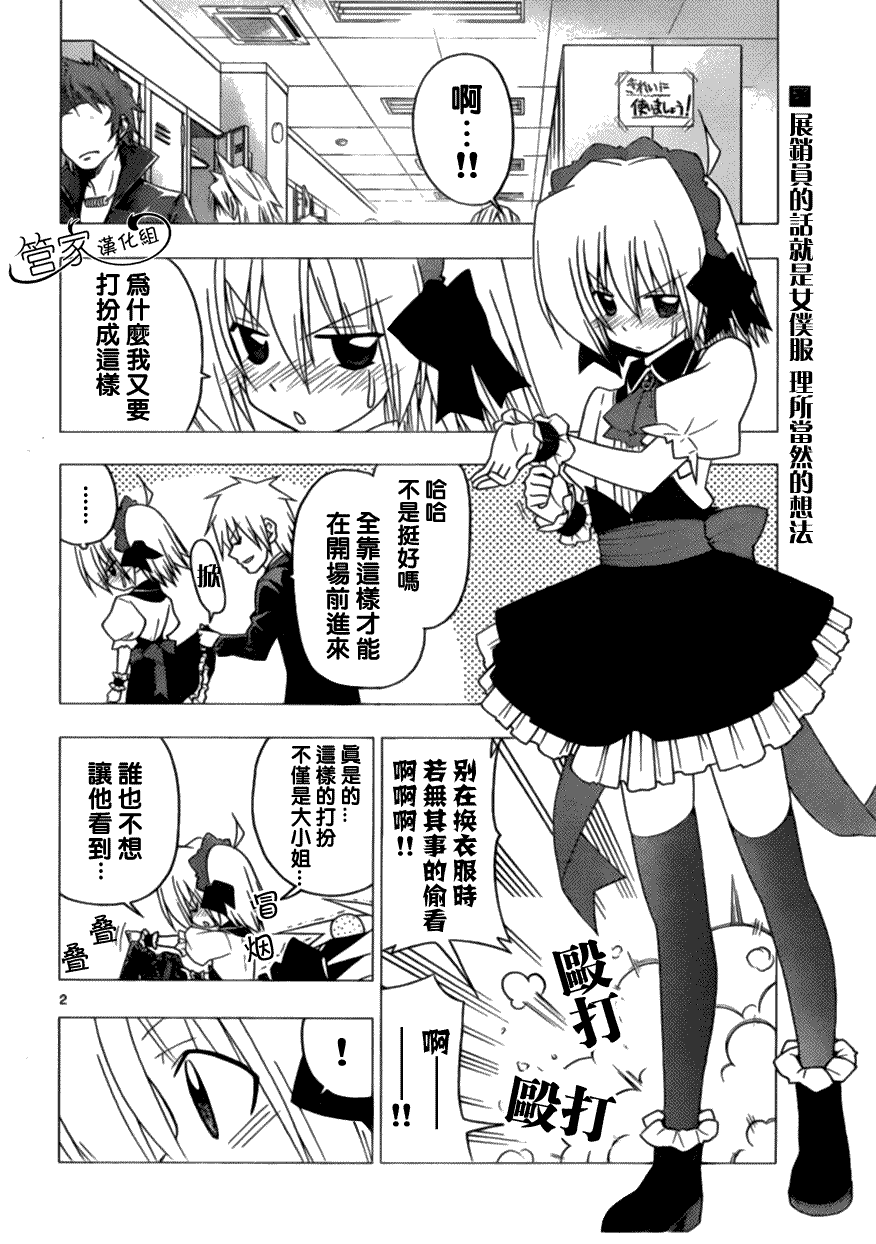 展銷員的話就是女僕服 理所當然的想法
きれいに
使いましょう！
啊…!!
管家漢化組
為什麼我又要
打扮成這樣
哈哈
不是挺好嗎
全靠這樣才能
在開場前進來
掀
……
別在換衣服時
若無其事的偷看
啊啊啊!!
毆打
毆打
啊——
——!!
真是的…
這樣的打扮
不僅是大小姐…
誰也不想
讓他看到…
冒
烟
叠
叠
2
！